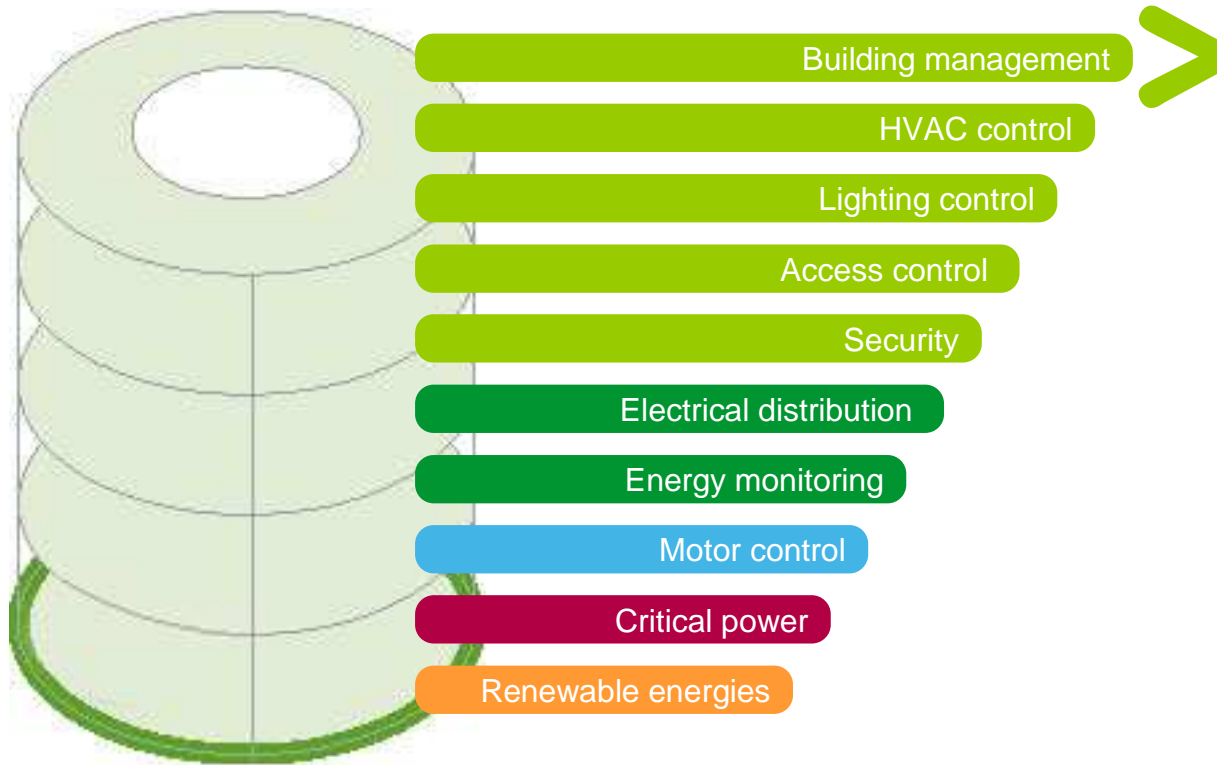 Building management
HVAC control
Lighting control
Access control
Security
Electrical distribution
Energy monitoring
Motor control
Critical power
Renewable energies